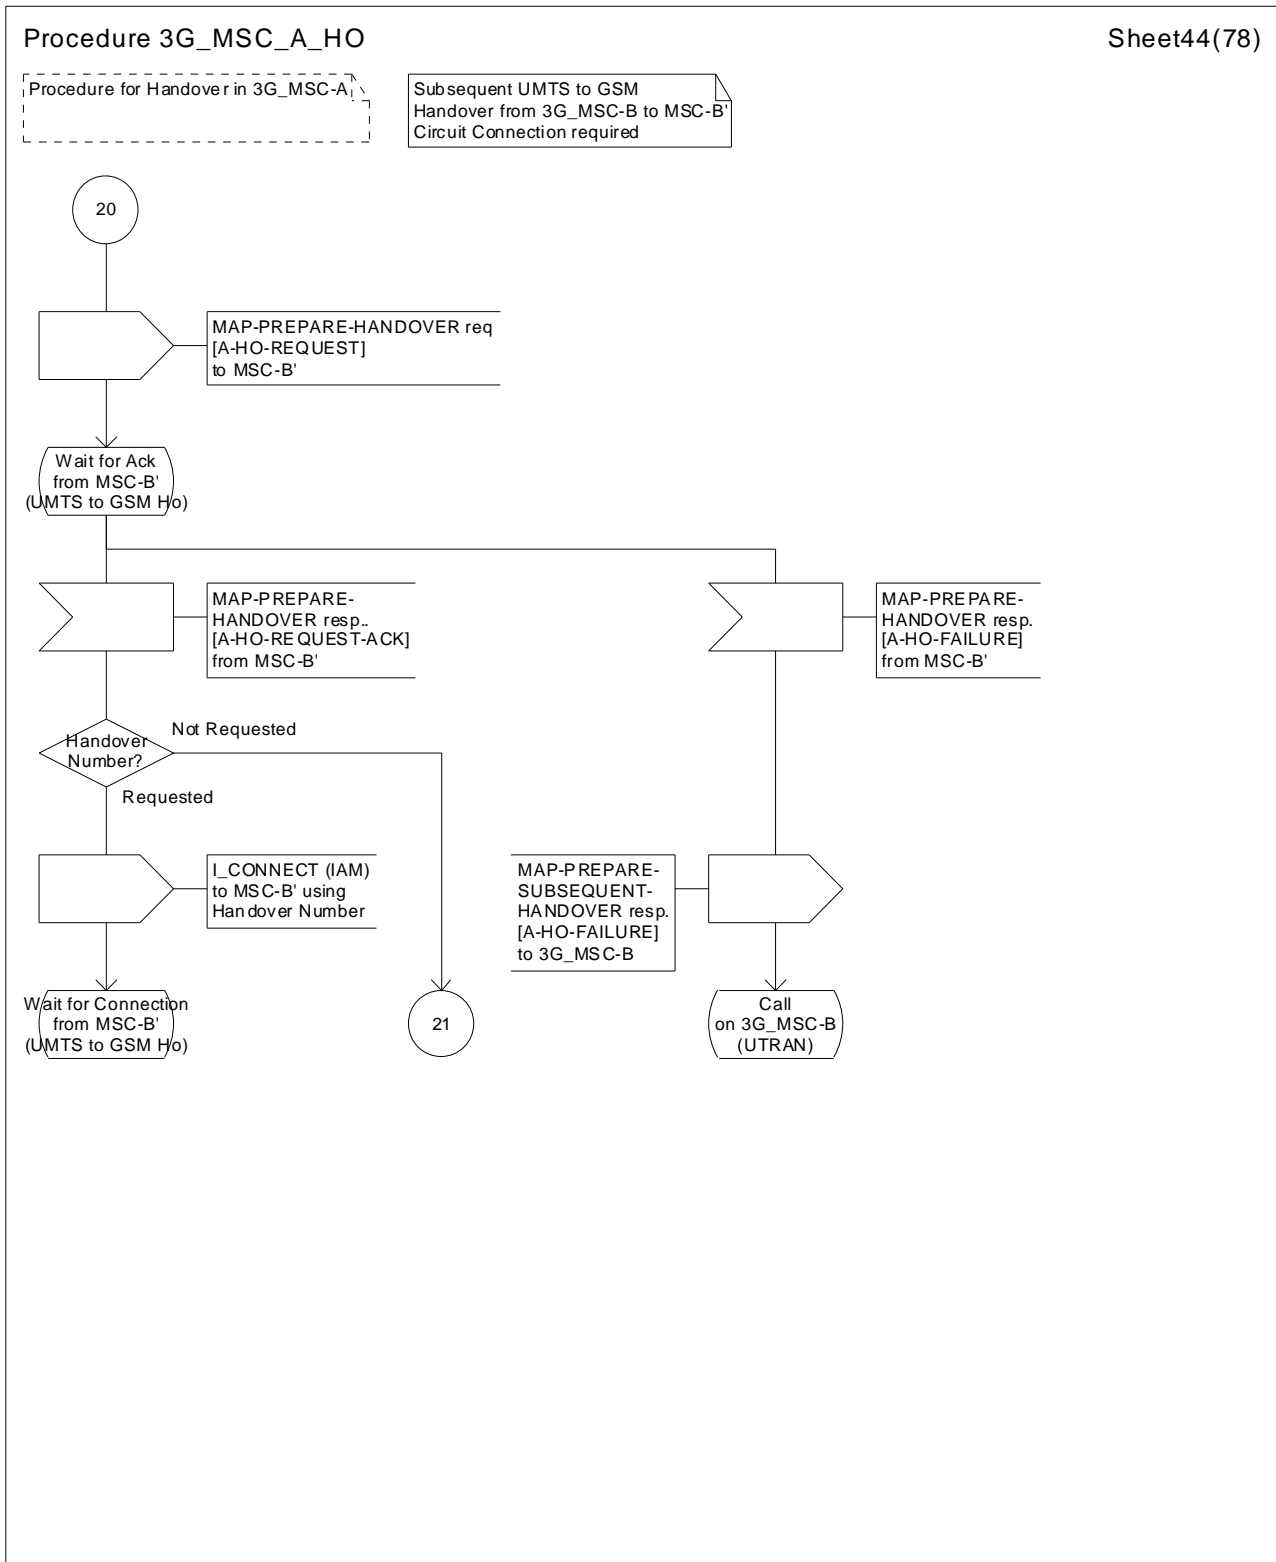 Procedure 3G_MSC_A_HO
Sheet44(78)
Procedure for Handover in 3G_MSC-A
Subsequent UMTS to GSM
Handover from 3G_MSC-B to MSC-B'
Circuit Connection required
20
MAP-PREPARE-HANDOVER req
[A-HO-REQUEST]
to MSC-B'
Wait for Ack
from MSC-B'
(UMTS to GSM Ho)
MAP-PREPARE-
HANDOVER resp..
[A-HO-REQUEST-ACK]
from MSC-B'
MAP-PREPARE-
HANDOVER resp.
[A-HO-FAILURE]
from MSC-B'
Handover
Number?
Not Requested
Requested
I_CONNECT (IAM)
to MSC-B' using
Handover Number
MAP-PREPARE-
SUBSEQUENT-
HANDOVER resp.
[A-HO-FAILURE]
to 3G_MSC-B
Wait for Connection
from MSC-B'
(UMTS to GSM Ho)
21
Call
on 3G_MSC-B
(UTRAN)